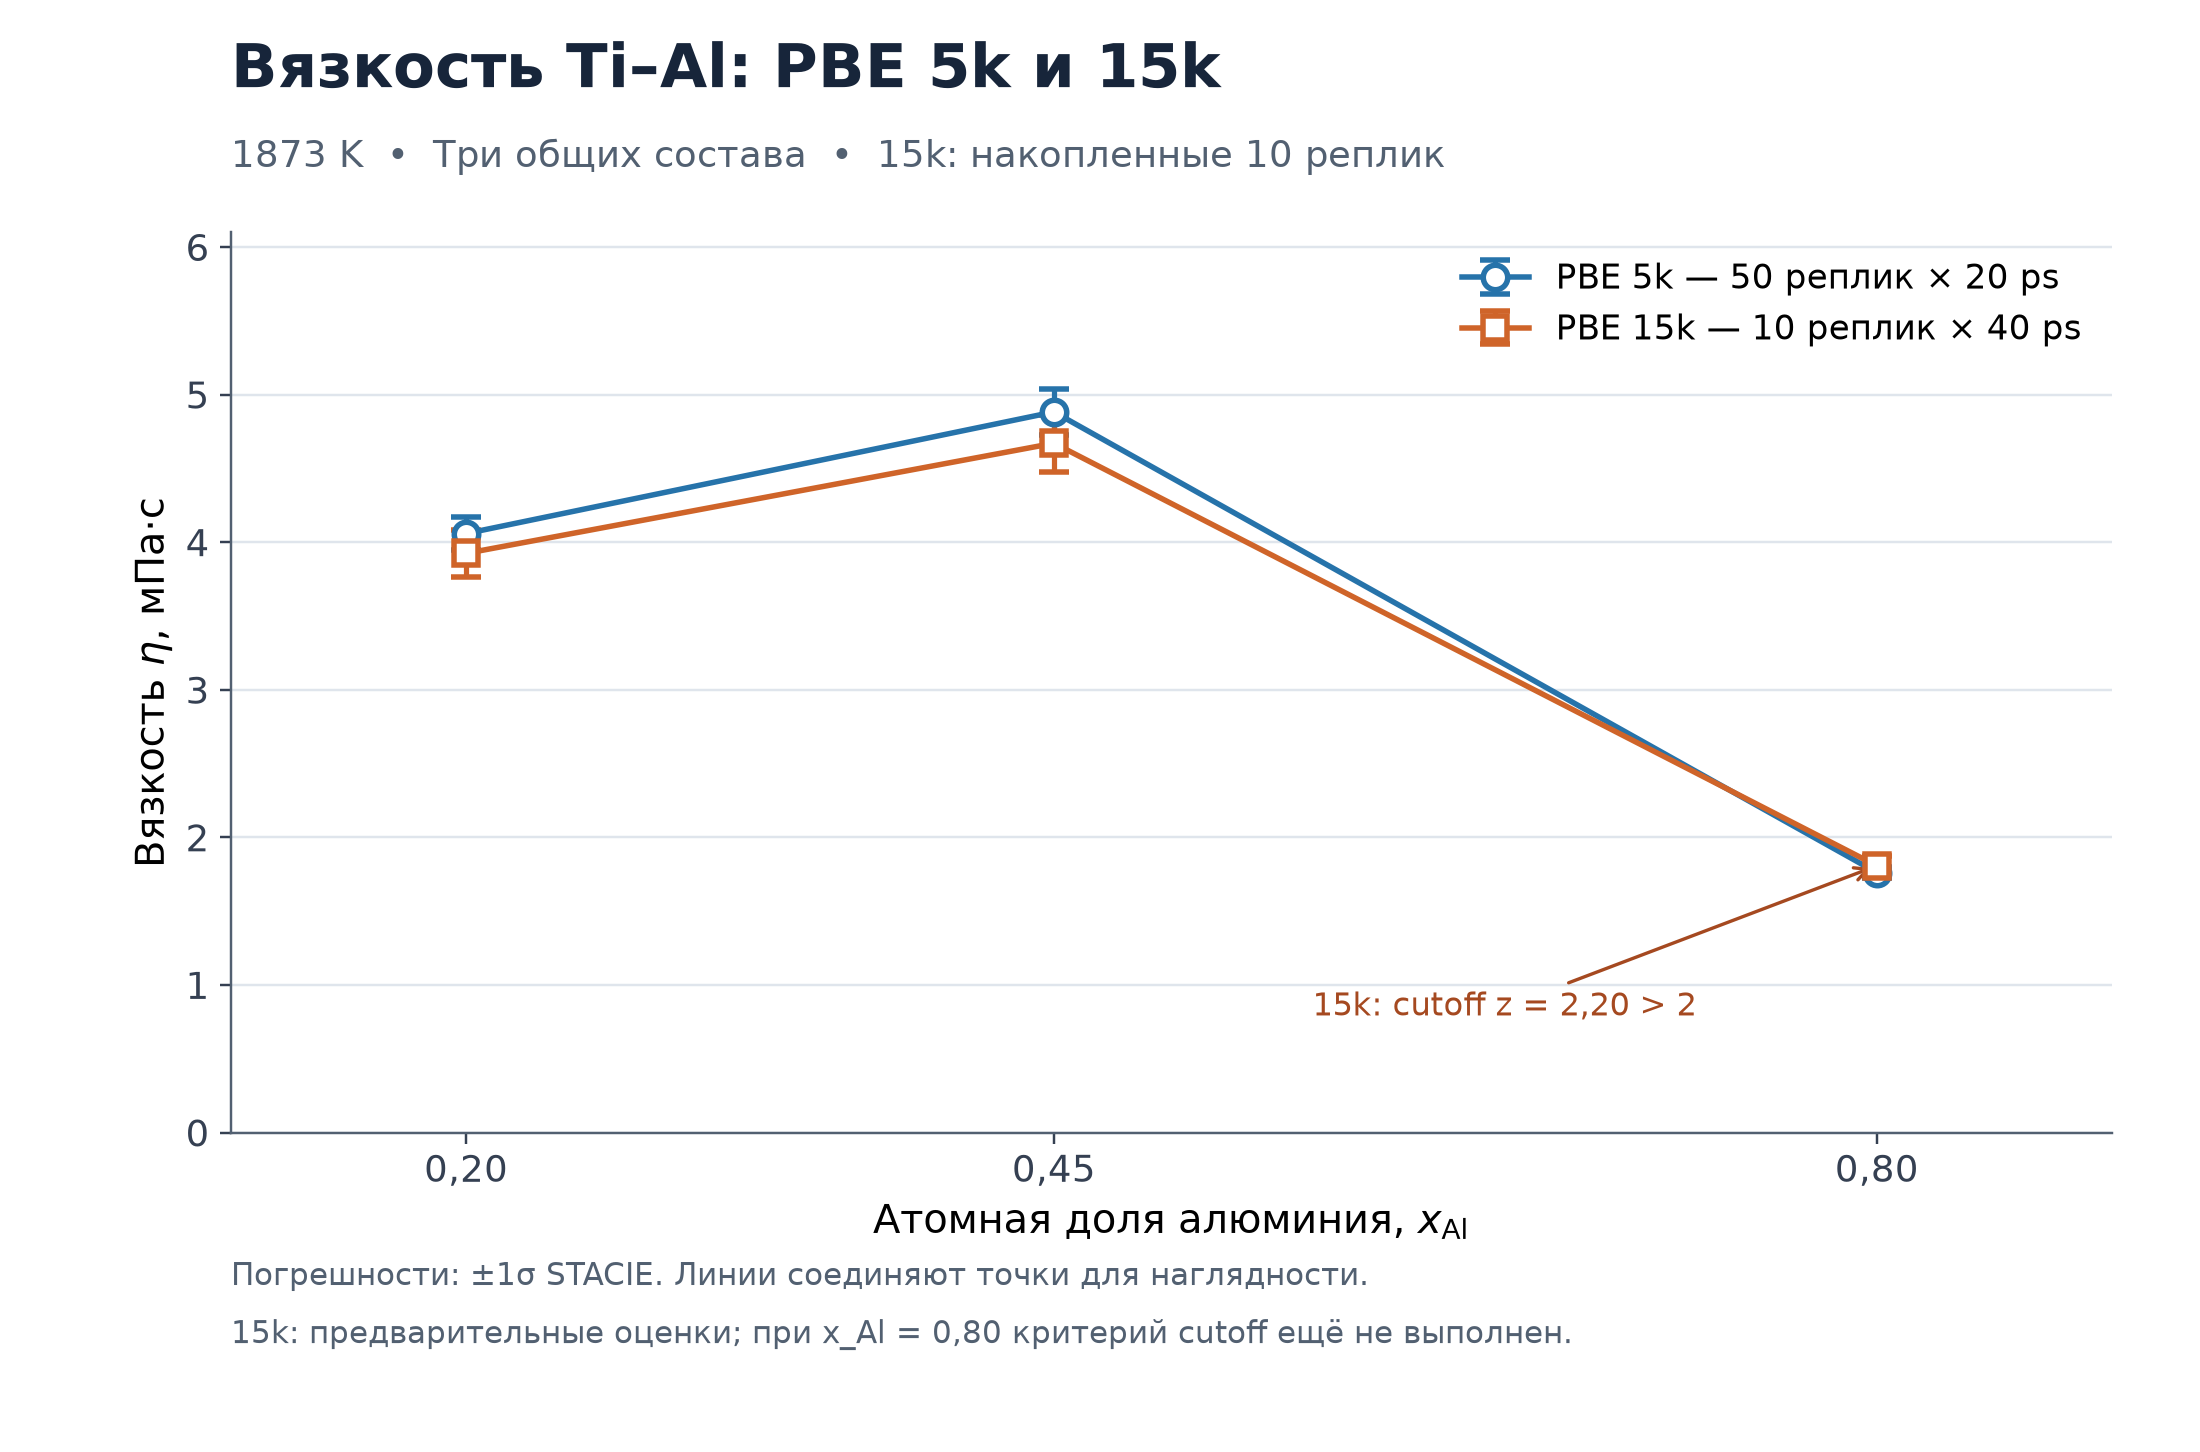 Вязкость Ti–Al: PBE 5k и 15k
1873 K • Три общих состава • 15k: накопленные 10 реплик
PBE 5k — 50 реплик × 20 ps
PBE 15k — 10 реплик × 40 ps
Вязкость η, мПа·с
6
5
4
3
2
1
0
15k: cutoff z = 2,20 > 2
0,20 0,45 0,80
Атомная доля алюминия, x_Al
Погрешности: ±1σ STACIE. Линии соединяют точки для наглядности.
15k: предварительные оценки; при x_Al = 0,80 критерий cutoff ещё не выполнен.